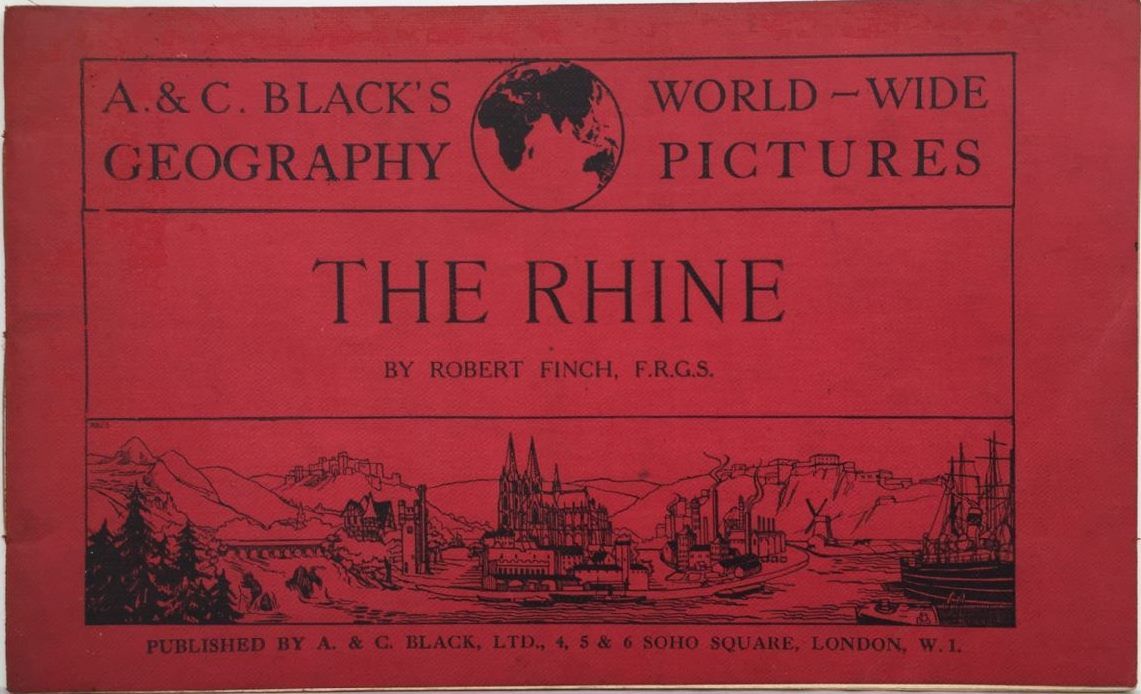 A. & C. BLACK'S WORLD-WIDE
GEOGRAPHY PICTURES
THE RHINE
BY ROBERT FINCH, F.R.G.S.
PUBLISHED BY A. & C. BLACK, LTD., 4, 5 & 6 SOHO SQUARE, LONDON, W. 1.